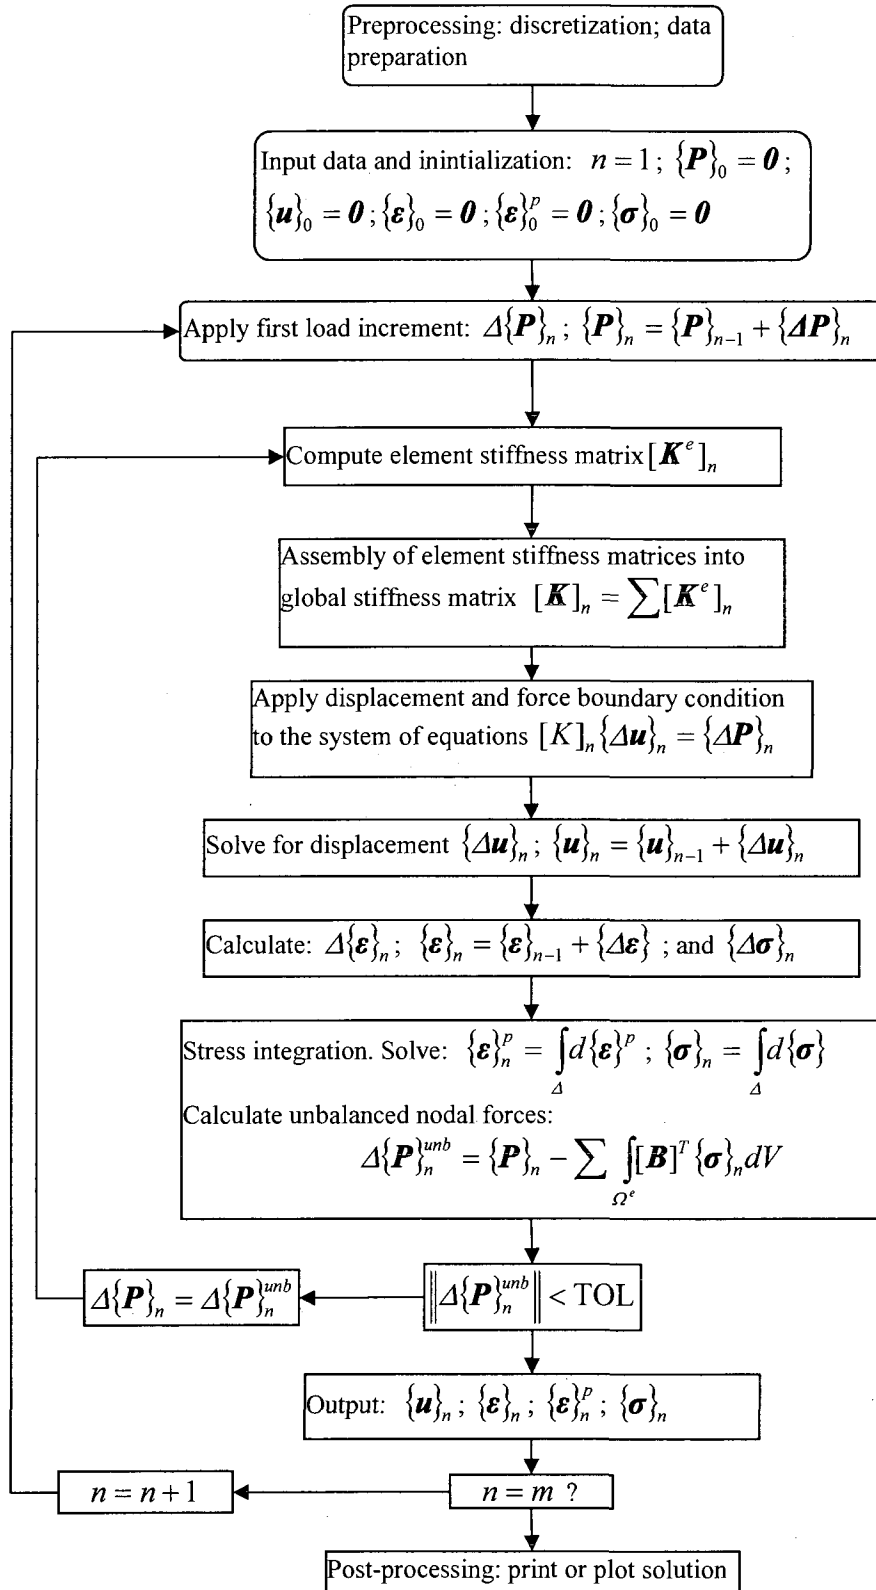 Preprocessing: discretization; data
preparation
Input data and inintialization: n = 1 ; {P}₀ = 0 ;
{u}₀ = 0 ; {ε}₀ = 0 ; {ε}₀ᵖ = 0 ; {σ}₀ = 0
Apply first load increment: Δ{P}ₙ ; {P}ₙ = {P}ₙ₋₁ + {ΔP}ₙ
Compute element stiffness matrix [Kᵉ]ₙ
Assembly of element stiffness matrices into
global stiffness matrix [K]ₙ = ∑[Kᵉ]ₙ
Apply displacement and force boundary condition
to the system of equations [K]ₙ{Δu}ₙ = {ΔP}ₙ
Solve for displacement {Δu}ₙ ; {u}ₙ = {u}ₙ₋₁ + {Δu}ₙ
Calculate: Δ{ε}ₙ ; {ε}ₙ = {ε}ₙ₋₁ + {Δε} ; and {Δσ}ₙ
Stress integration. Solve: {ε}ₙᵖ = ∫_Δ d{ε}ᵖ ; {σ}ₙ = ∫_Δ d{σ}
Calculate unbalanced nodal forces:
Δ{P}ₙᵘⁿᵇ = {P}ₙ − ∑ ∫_Ωᵉ [B]ᵀ {σ}ₙ dV
Δ{P}ₙ = Δ{P}ₙᵘⁿᵇ
‖Δ{P}ₙᵘⁿᵇ‖ < TOL
Output: {u}ₙ ; {ε}ₙ ; {ε}ₙᵖ ; {σ}ₙ
n = n + 1
n = m ?
Post-processing: print or plot solution